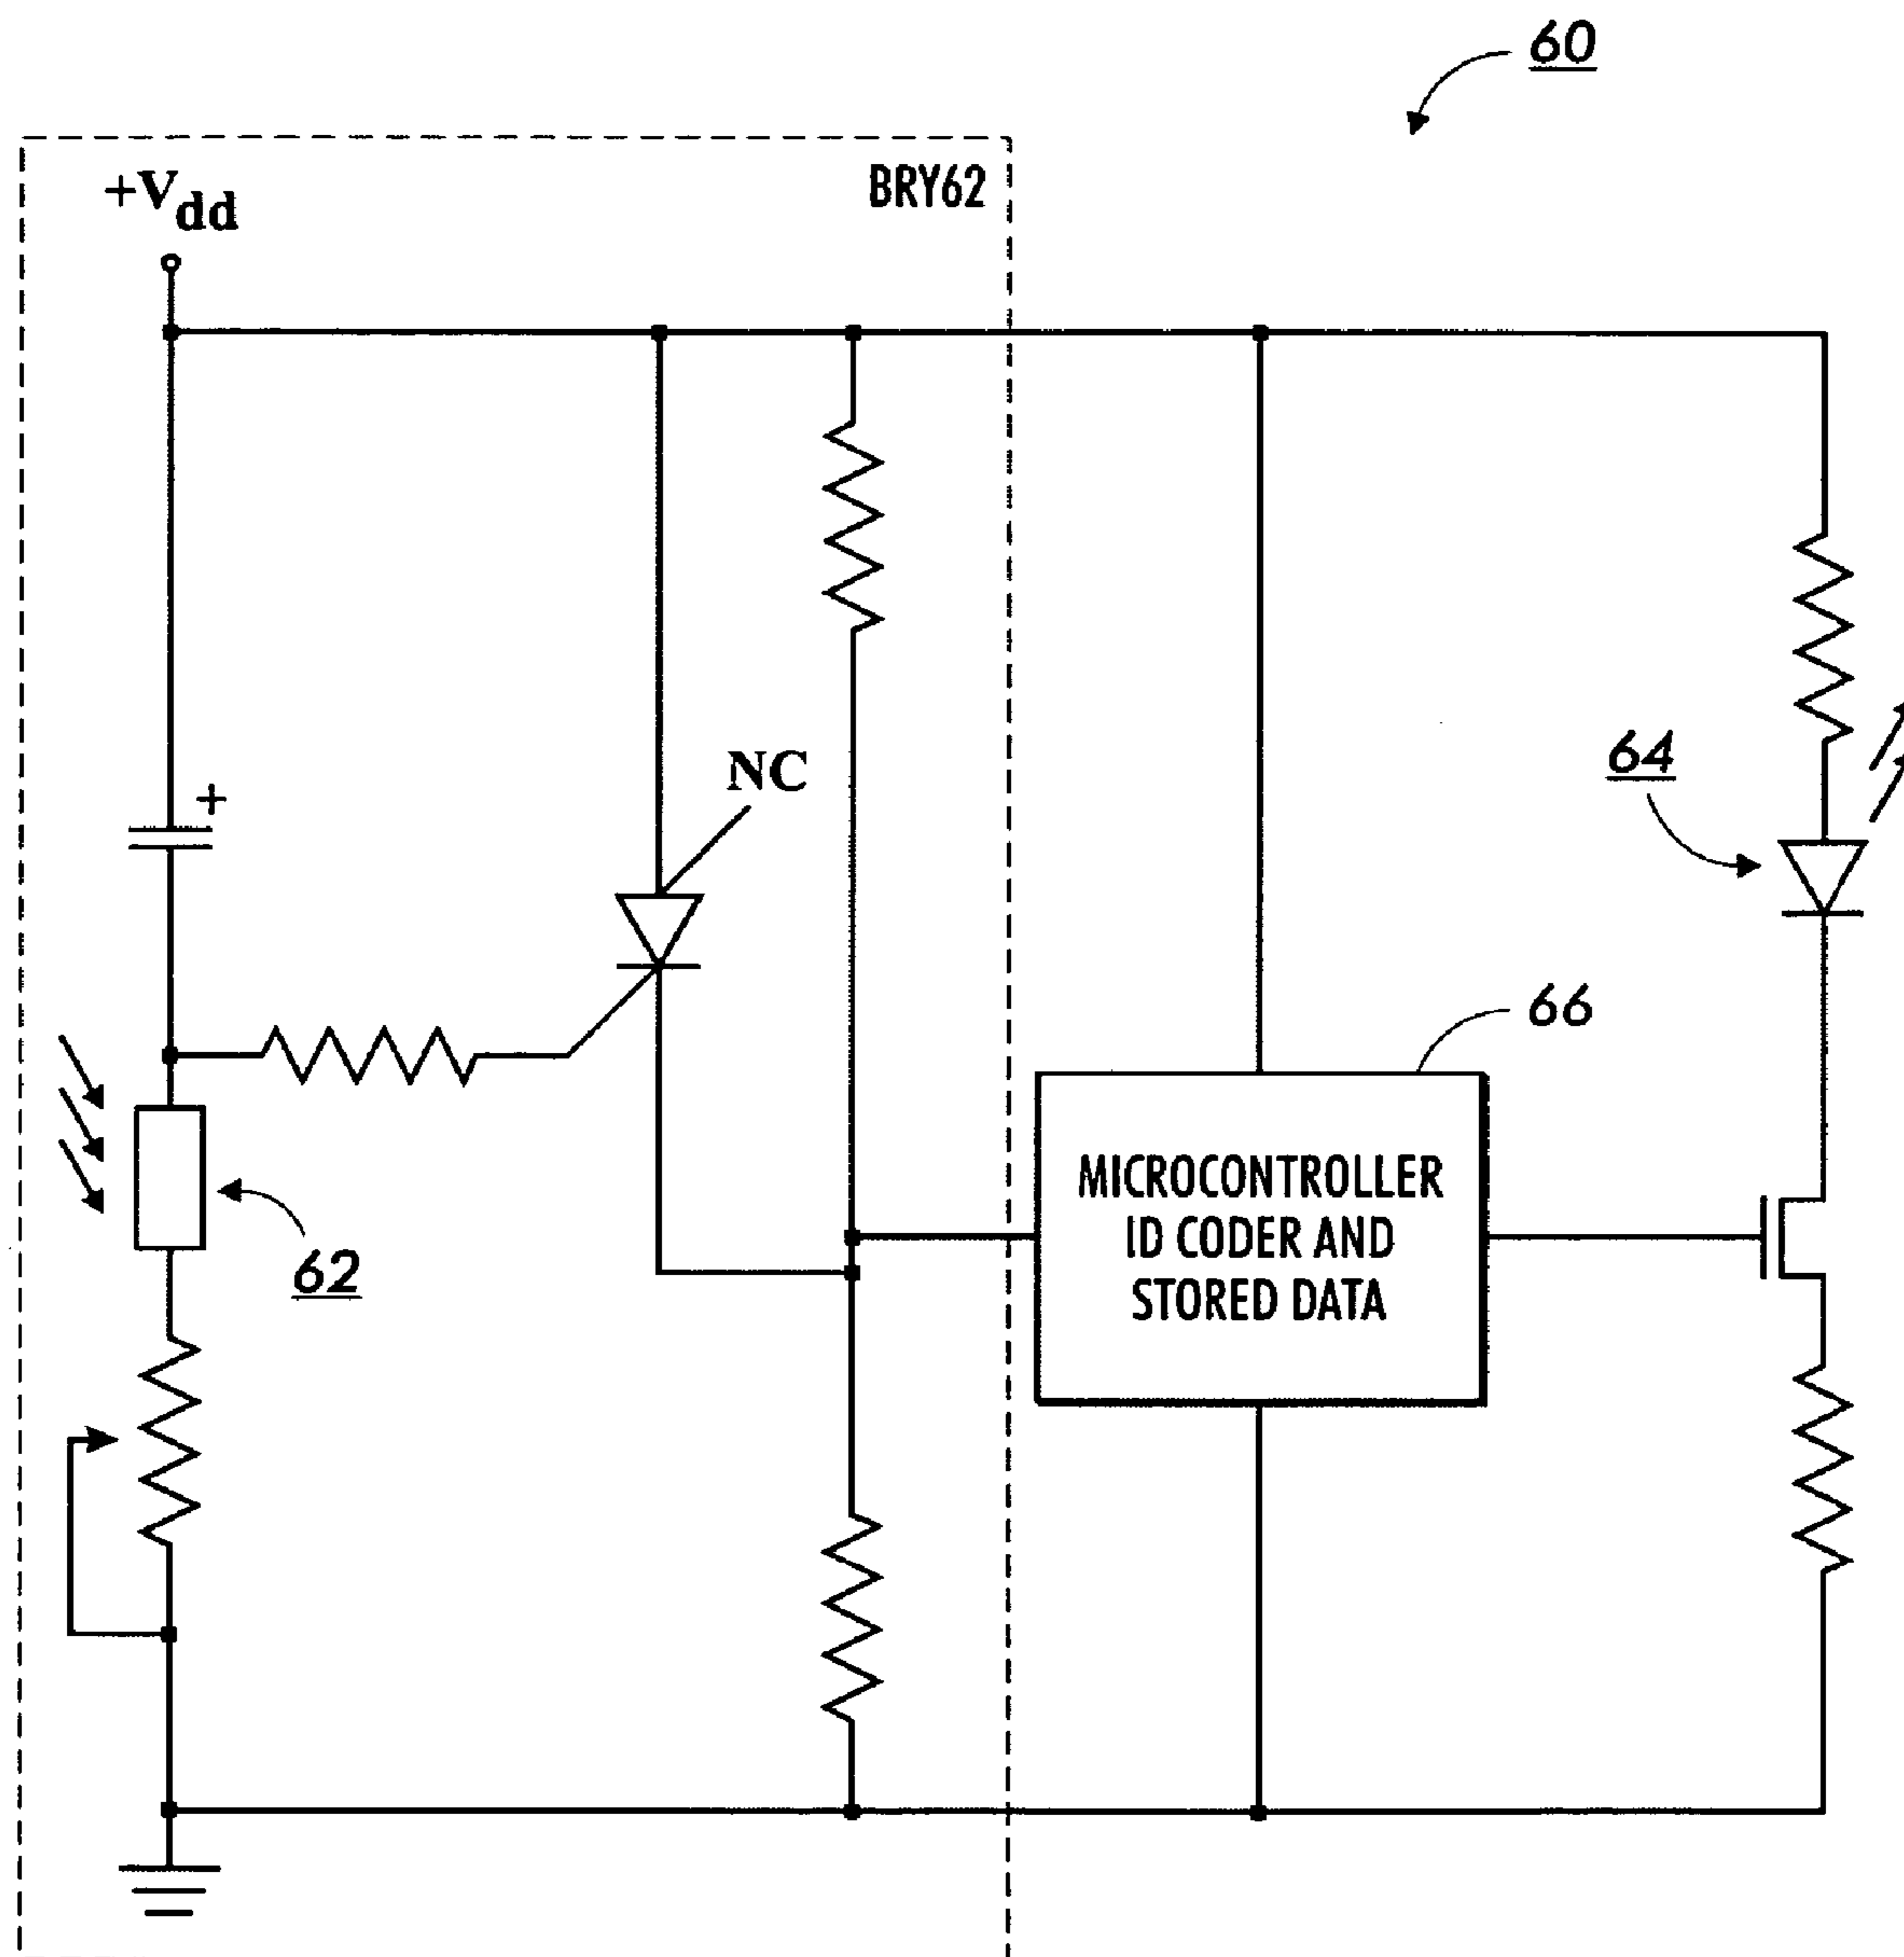 60
BRY62
+Vdd
+
NC
64
66
MICROCONTROLLER
ID CODER AND
STORED DATA
62